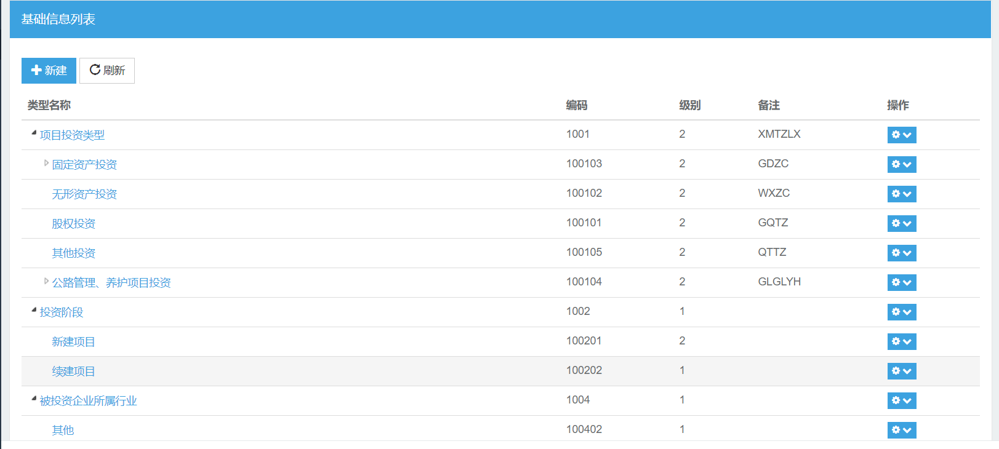 基础信息列表
新建 刷新
类型名称 编码 级别 备注 操作
项目投资类型 1001 2 XMTZLX
固定资产投资 100103 2 GDZC
无形资产投资 100102 2 WXZC
股权投资 100101 2 GQTZ
其他投资 100105 2 QTTZ
公路管理、养护项目投资 100104 2 GLGLYH
投资阶段 1002 1
新建项目 100201 2
续建项目 100202 1
被投资企业所属行业 1004 1
其他 100402 1